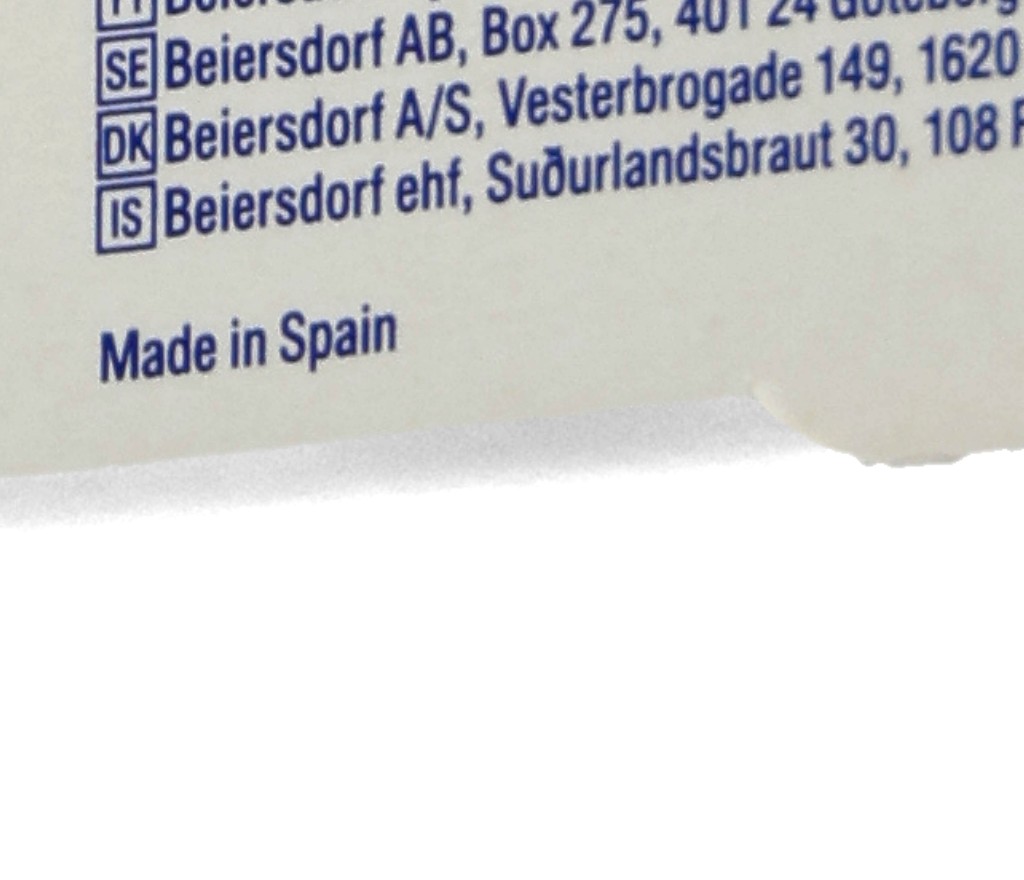 SE Beiersdorf AB, Box 275, 401 24 Göteborg
DK Beiersdorf A/S, Vesterbrogade 149, 1620
IS Beiersdorf ehf, Suðurlandsbraut 30, 108
Made in Spain